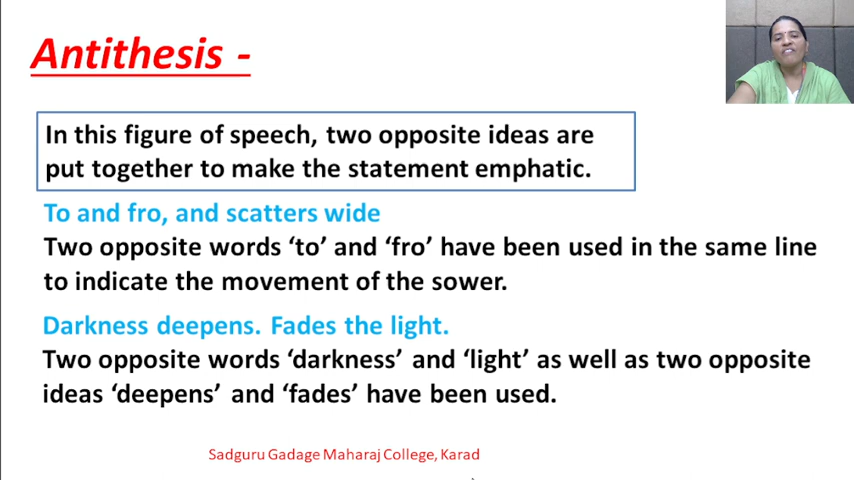 Antithesis -
In this figure of speech, two opposite ideas are
put together to make the statement emphatic.
To and fro, and scatters wide
Two opposite words ‘to’ and ‘fro’ have been used in the same line
to indicate the movement of the sower.
Darkness deepens. Fades the light.
Two opposite words ‘darkness’ and ‘light’ as well as two opposite
ideas ‘deepens’ and ‘fades’ have been used.
Sadguru Gadage Maharaj College, Karad